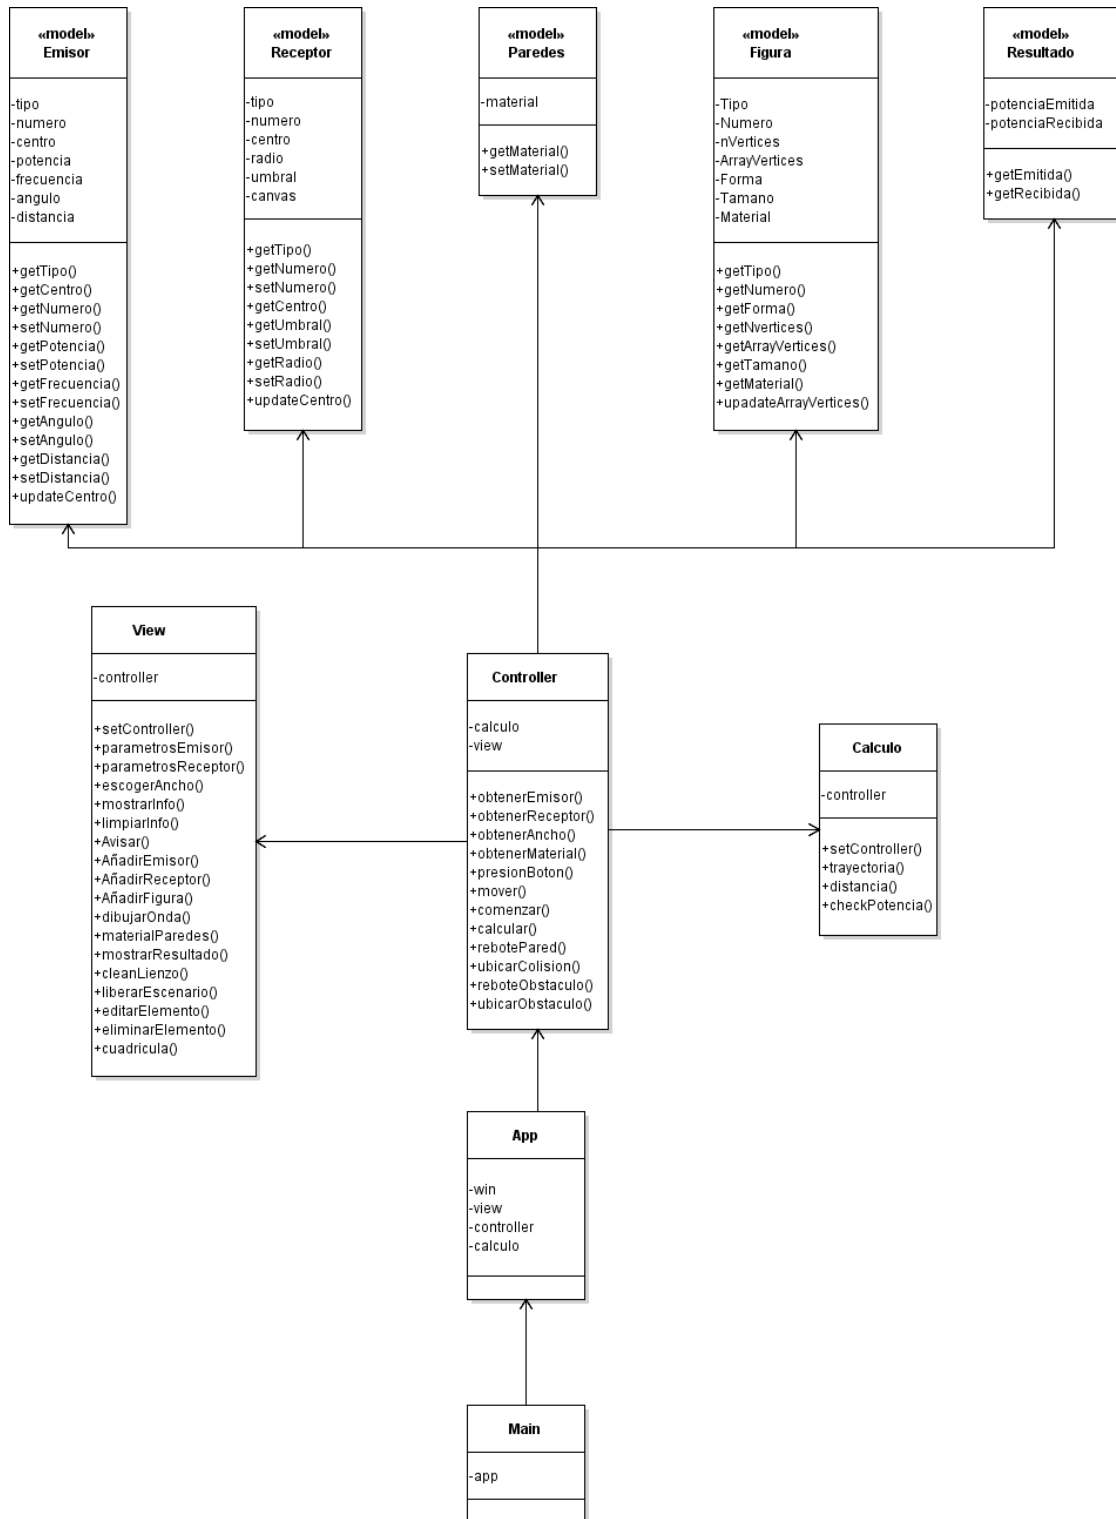 «model»
Emisor
-tipo
-numero
-centro
-potencia
-frecuencia
-angulo
-distancia
+getTipo()
+getCentro()
+getNumero()
+setNumero()
+getPotencia()
+setPotencia()
+getFrecuencia()
+setFrecuencia()
+getAngulo()
+setAngulo()
+getDistancia()
+setDistancia()
+updateCentro()
«model»
Receptor
-tipo
-numero
-centro
-radio
-umbral
-canvas
+getTipo()
+getNumero()
+setNumero()
+getCentro()
+getUmbral()
+setUmbral()
+getRadio()
+setRadio()
+updateCentro()
«model»
Paredes
-material
+getMaterial()
+setMaterial()
«model»
Figura
-Tipo
-Numero
-nVertices
-ArrayVertices
-Forma
-Tamano
-Material
+getTipo()
+getNumero()
+getForma()
+getNvertices()
+getArrayVertices()
+getTamano()
+getMaterial()
+upadateArrayVertices()
«model»
Resultado
-potenciaEmitida
-potenciaRecibida
+getEmitida()
+getRecibida()
View
-controller
+setController()
+parametrosEmisor()
+parametrosReceptor()
+escogerAncho()
+mostrarInfo()
+limpiarInfo()
+Avisar()
+AñadirEmisor()
+AñadirReceptor()
+AñadirFigura()
+dibujarOnda()
+materialParedes()
+mostrarResultado()
+cleanLienzo()
+liberarEscenario()
+editarElemento()
+eliminarElemento()
+cuadricula()
Controller
-calculo
-view
+obtenerEmisor()
+obtenerReceptor()
+obtenerAncho()
+obtenerMaterial()
+presionBoton()
+mover()
+comenzar()
+calcular()
+rebotePared()
+ubicarColision()
+reboteObstaculo()
+ubicarObstaculo()
Calculo
-controller
+setController()
+trayectoria()
+distancia()
+checkPotencia()
App
-win
-view
-controller
-calculo
Main
-app